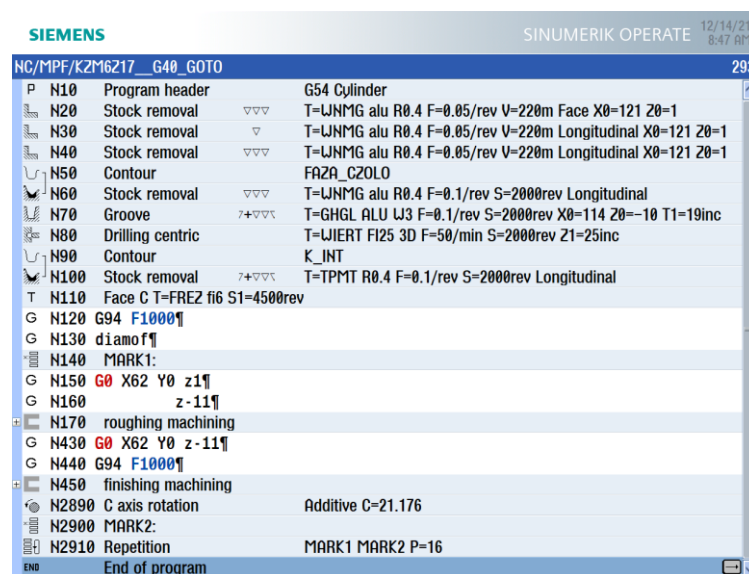 SIEMENS
SINUMERIK OPERATE 12/14/21
8:47 AM
NC/MPF/KZM6Z17__G40_GOTO 293
P N10 Program header G54 Cylinder
N20 Stock removal ▽▽▽ T=WNMG alu R0.4 F=0.05/rev V=220m Face X0=121 Z0=1
N30 Stock removal ▽ T=WNMG alu R0.4 F=0.05/rev V=220m Longitudinal X0=121 Z0=1
N40 Stock removal ▽▽▽ T=WNMG alu R0.4 F=0.05/rev V=220m Longitudinal X0=121 Z0=1
N50 Contour FAZA_CZOLO
N60 Stock removal ▽▽▽ T=WNMG alu R0.4 F=0.1/rev S=2000rev Longitudinal
N70 Groove ▽+▽▽▽ T=GHGL ALU W3 F=0.1/rev S=2000rev X0=114 Z0=-10 T1=19inc
N80 Drilling centric T=WIERT FI25 3D F=50/min S=2000rev Z1=25inc
N90 Contour K_INT
N100 Stock removal ▽+▽▽▽ T=TPMT R0.4 F=0.1/rev S=2000rev Longitudinal
T N110 Face C T=FREZ fi6 S1=4500rev
G N120 G94 F1000¶
G N130 diamof¶
N140 MARK1:
G N150 G0 X62 Y0 z1¶
G N160 z-11¶
N170 roughing machining
G N430 G0 X62 Y0 z-11¶
G N440 G94 F1000¶
N450 finishing machining
N2890 C axis rotation Additive C=21.176
N2900 MARK2:
N2910 Repetition MARK1 MARK2 P=16
END End of program